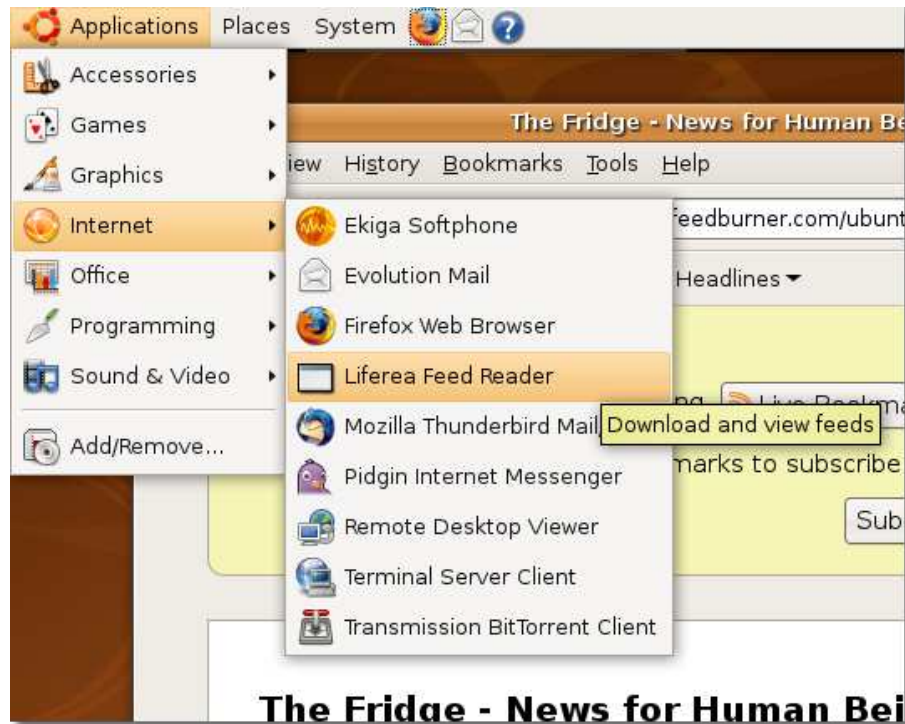 Applications Places System
Accessories
Games
Graphics
Internet
Office
Programming
Sound & Video
Add/Remove...
The Fridge - News for Human Be
iew History Bookmarks Tools Help
feedburner.com/ubunt
Headlines
Ekiga Softphone
Evolution Mail
Firefox Web Browser
Liferea Feed Reader
Mozilla Thunderbird Mail
Pidgin Internet Messenger
Remote Desktop Viewer
Terminal Server Client
Transmission BitTorrent Client
Download and view feeds
marks to subscribe
Sub
The Fridge - News for Human Bei